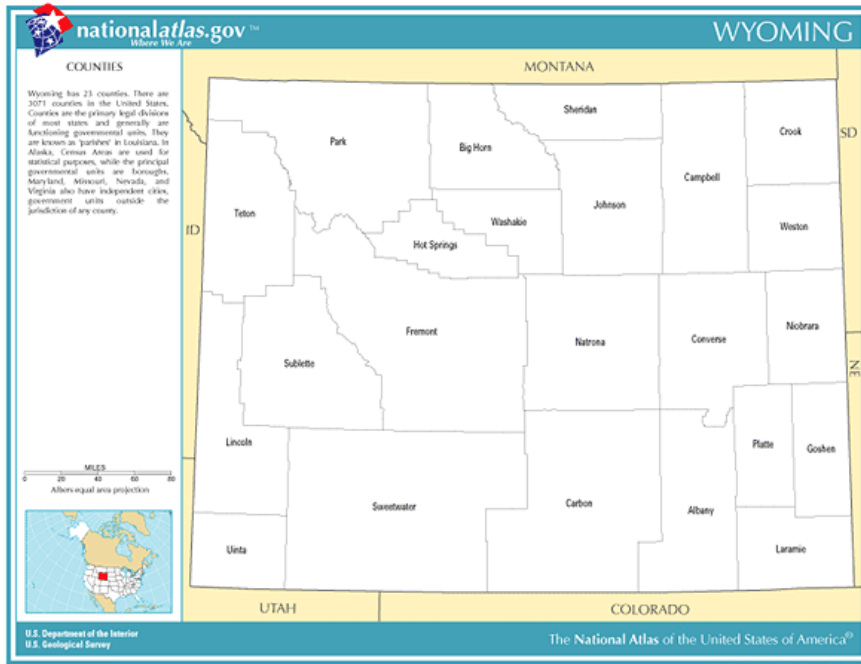 nationalatlas.gov ™
Where We Are
WYOMING
COUNTIES
Wyoming has 23 counties. There are
3071 counties in the United States.
Counties are the primary legal divisions
of most states and generally are
functioning governmental units. They
are known as 'parishes' in Louisiana. In
Alaska, Census Areas are used for
statistical purposes, while the principal
governmental units are boroughs.
Maryland, Missouri, Nevada, and
Virginia also have independent cities,
government units outside the
jurisdiction of any county.
MONTANA
Sheridan
Park
Crook
SD
Big Horn
Campbell
Teton
Johnson
Washakie
Weston
ID
Hot Springs
Fremont
Natrona
Converse
Niobrara
Sublette
NE
Lincoln
Platte
Goshen
MILES
0 20 40 60 80
Albers equal area projection
Sweetwater
Carbon
Albany
Uinta
Laramie
UTAH
COLORADO
U.S. Department of the Interior
U.S. Geological Survey
The National Atlas of the United States of America®